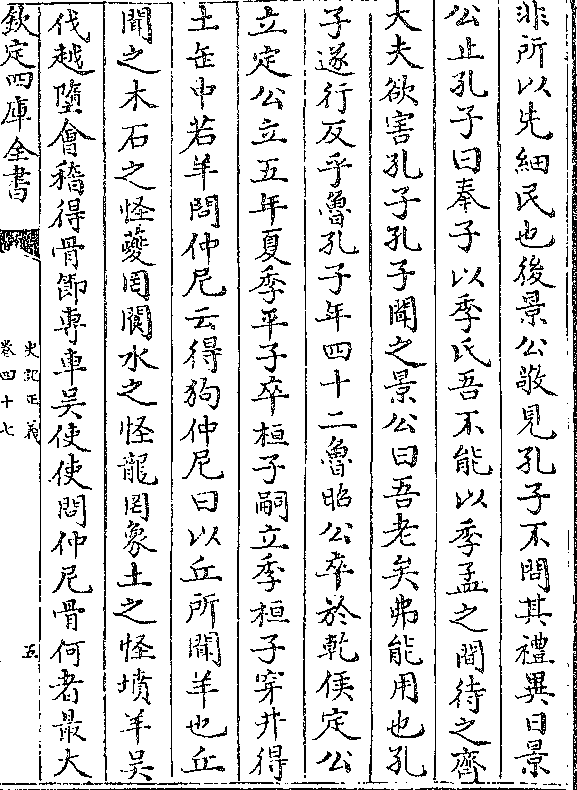 非所以先細民也後景公敬見孔子不問其禮異日景
公止孔子曰奉子以季氏吾不能以季孟之間待之齊
大夫欲害孔子孔子聞之景公曰吾老矣弗能用也孔
子遂行反乎魯孔子年四十二魯昭公卒於乾侯定公
立定公立五年夏季平子卒桓子嗣立季桓子穿井得
土缶中若羊問仲尼云得狗仲尼曰以丘所聞羊也丘
聞之木石之怪夔罔閬水之怪龍罔象土之怪墳羊吳
伐越墮會稽得骨節専車吳使使問仲尼骨何者最大
欽定四庫全書
史記正義
卷四十七
五